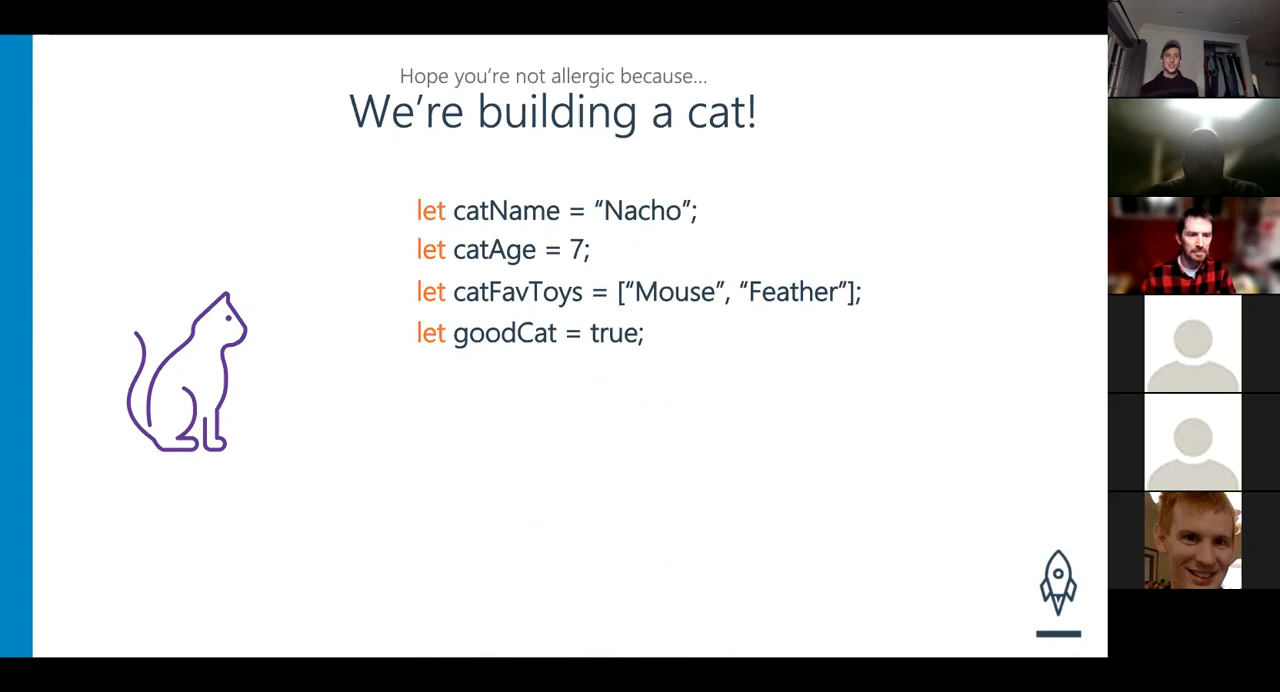 Hope you’re not allergic because...
We’re building a cat!
let catName = “Nacho”;
let catAge = 7;
let catFavToys = [“Mouse”, “Feather”];
let goodCat = true;